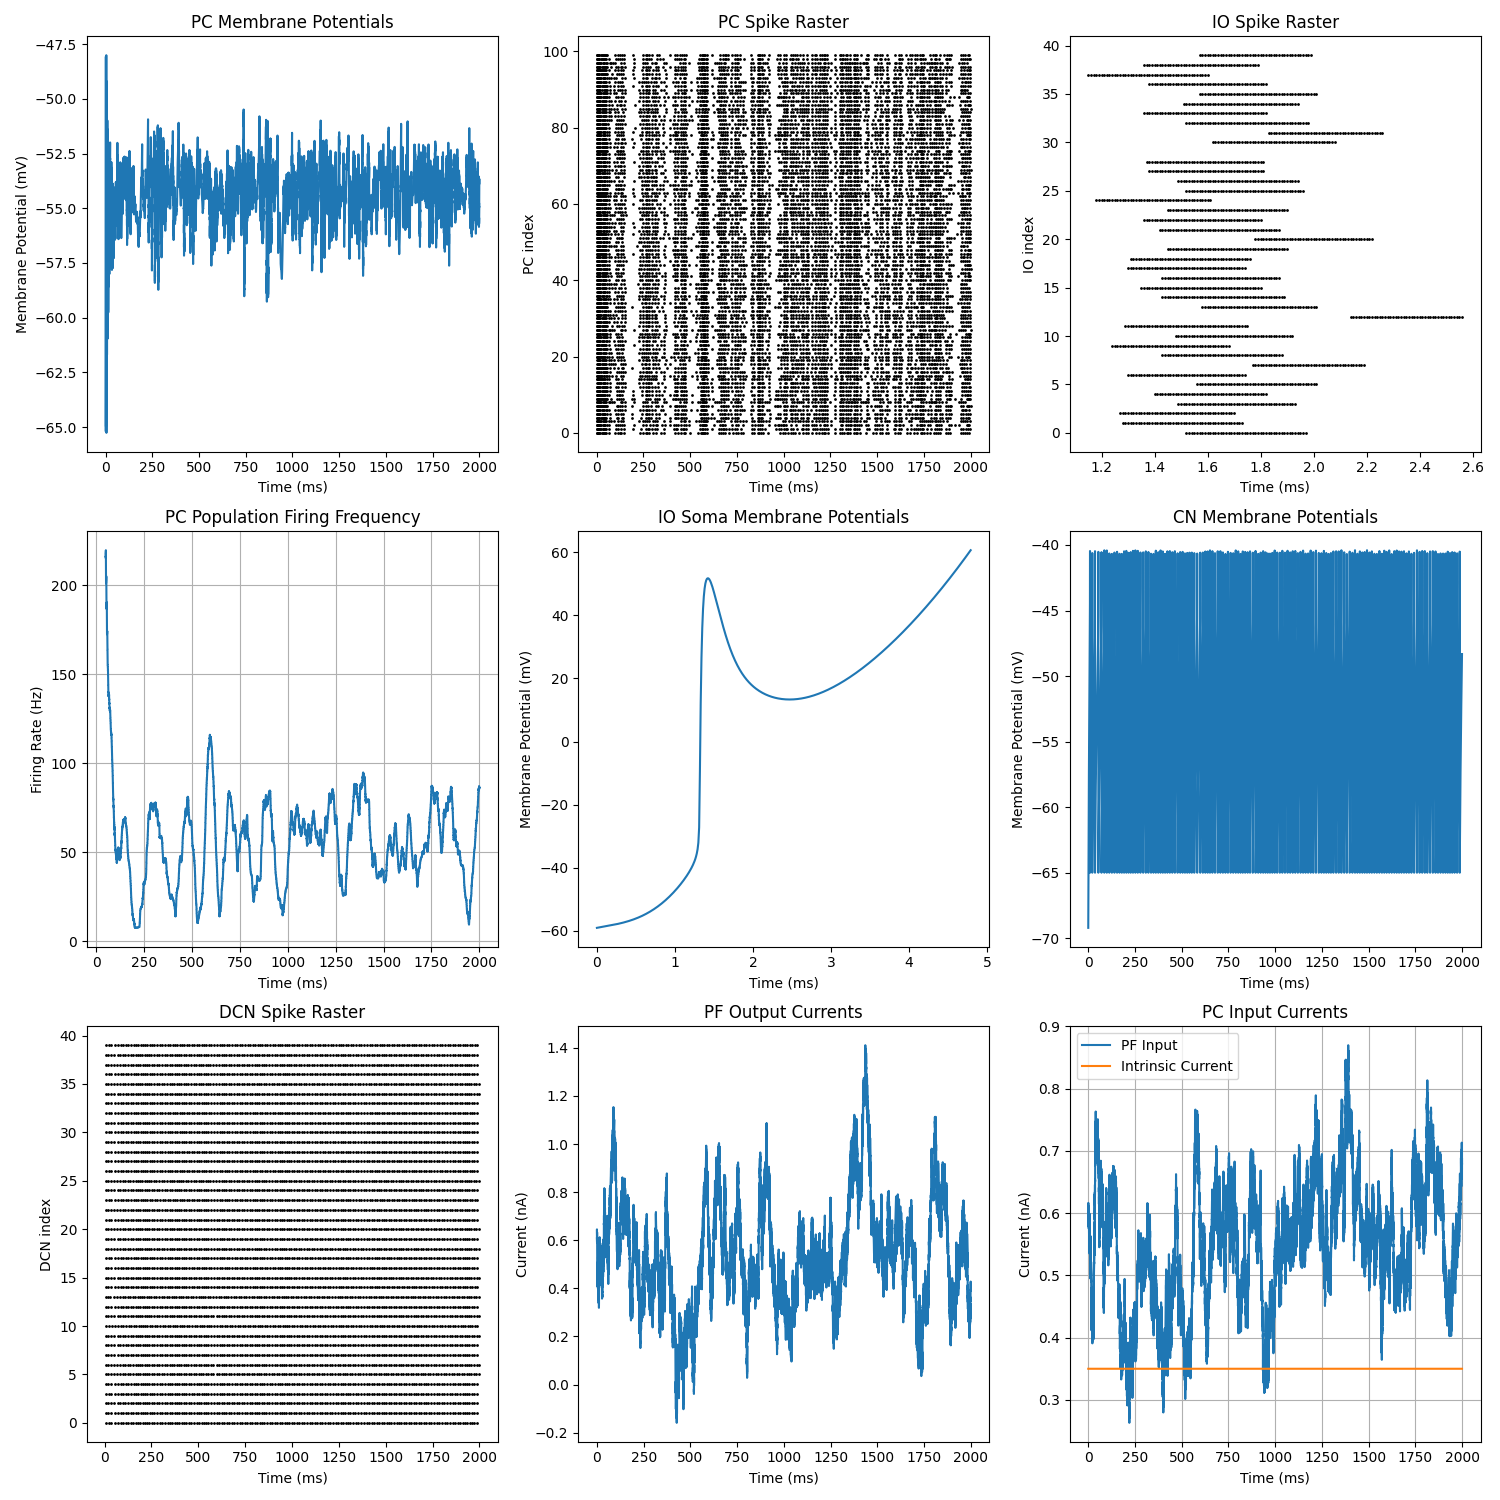 PC Membrane Potentials
Membrane Potential (mV)
−47.5
−50.0
−52.5
−55.0
−57.5
−60.0
−62.5
−65.0
0 250 500 750 1000 1250 1500 1750 2000
Time (ms)
PC Spike Raster
PC index
100
80
60
40
20
0
0 250 500 750 1000 1250 1500 1750 2000
Time (ms)
IO Spike Raster
IO index
40
35
30
25
20
15
10
5
0
1.2 1.4 1.6 1.8 2.0 2.2 2.4 2.6
Time (ms)
PC Population Firing Frequency
Firing Rate (Hz)
200
150
100
50
0
0 250 500 750 1000 1250 1500 1750 2000
Time (ms)
IO Soma Membrane Potentials
Membrane Potential (mV)
60
40
20
0
−20
−40
−60
0 1 2 3 4 5
Time (ms)
CN Membrane Potentials
Membrane Potential (mV)
−40
−45
−50
−55
−60
−65
−70
0 250 500 750 1000 1250 1500 1750 2000
Time (ms)
DCN Spike Raster
DCN index
40
35
30
25
20
15
10
5
0
0 250 500 750 1000 1250 1500 1750 2000
Time (ms)
PF Output Currents
Current (nA)
1.4
1.2
1.0
0.8
0.6
0.4
0.2
0.0
−0.2
0 250 500 750 1000 1250 1500 1750 2000
Time (ms)
PC Input Currents
PF Input
Intrinsic Current
Current (nA)
0.9
0.8
0.7
0.6
0.5
0.4
0.3
0 250 500 750 1000 1250 1500 1750 2000
Time (ms)